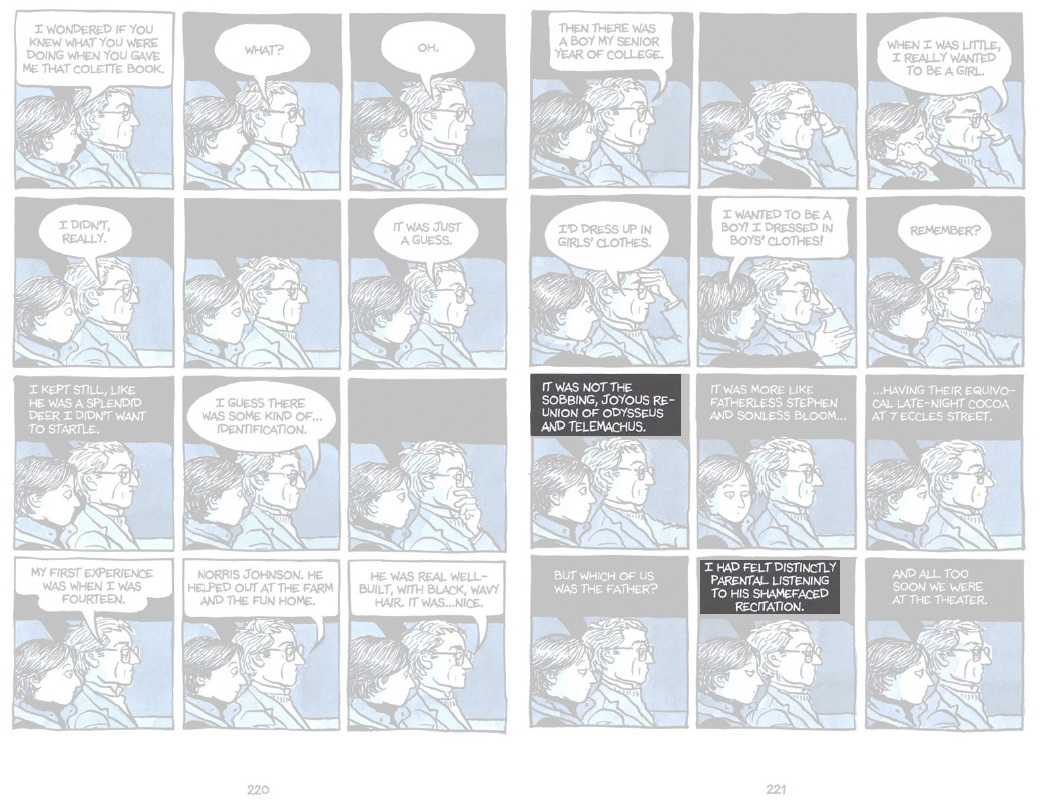 I WONDERED IF YOU
KNEW WHAT YOU WERE
DOING WHEN YOU GAVE
ME THAT COLETTE BOOK.
WHAT?
OH.
I DIDN'T,
REALLY.
IT WAS JUST
A GUESS.
I KEPT STILL, LIKE
HE WAS A SPLENDID
DEER I DIDN'T WANT
TO STARTLE.
I GUESS THERE
WAS SOME KIND OF...
IDENTIFICATION.
MY FIRST EXPERIENCE
WAS WHEN I WAS
FOURTEEN.
NORRIS JOHNSON. HE
HELPED OUT AT THE FARM
AND THE FUN HOME.
HE WAS REAL WELL-
BUILT, WITH BLACK, WAVY
HAIR. IT WAS...NICE.
220
THEN THERE WAS
A BOY MY SENIOR
YEAR OF COLLEGE.
WHEN I WAS LITTLE,
I REALLY WANTED
TO BE A GIRL.
I'D DRESS UP IN
GIRLS' CLOTHES.
I WANTED TO BE A
BOY! I DRESSED IN
BOYS' CLOTHES!
REMEMBER?
IT WAS NOT THE
SOBBING, JOYOUS RE-
UNION OF ODYSSEUS
AND TELEMACHUS.
IT WAS MORE LIKE
FATHERLESS STEPHEN
AND SONLESS BLOOM...
...HAVING THEIR EQUIVO-
CAL LATE-NIGHT COCOA
AT 7 ECCLES STREET.
BUT WHICH OF US
WAS THE FATHER?
I HAD FELT DISTINCTLY
PARENTAL LISTENING
TO HIS SHAMEFACED
RECITATION.
AND ALL TOO
SOON WE WERE
AT THE THEATER.
221